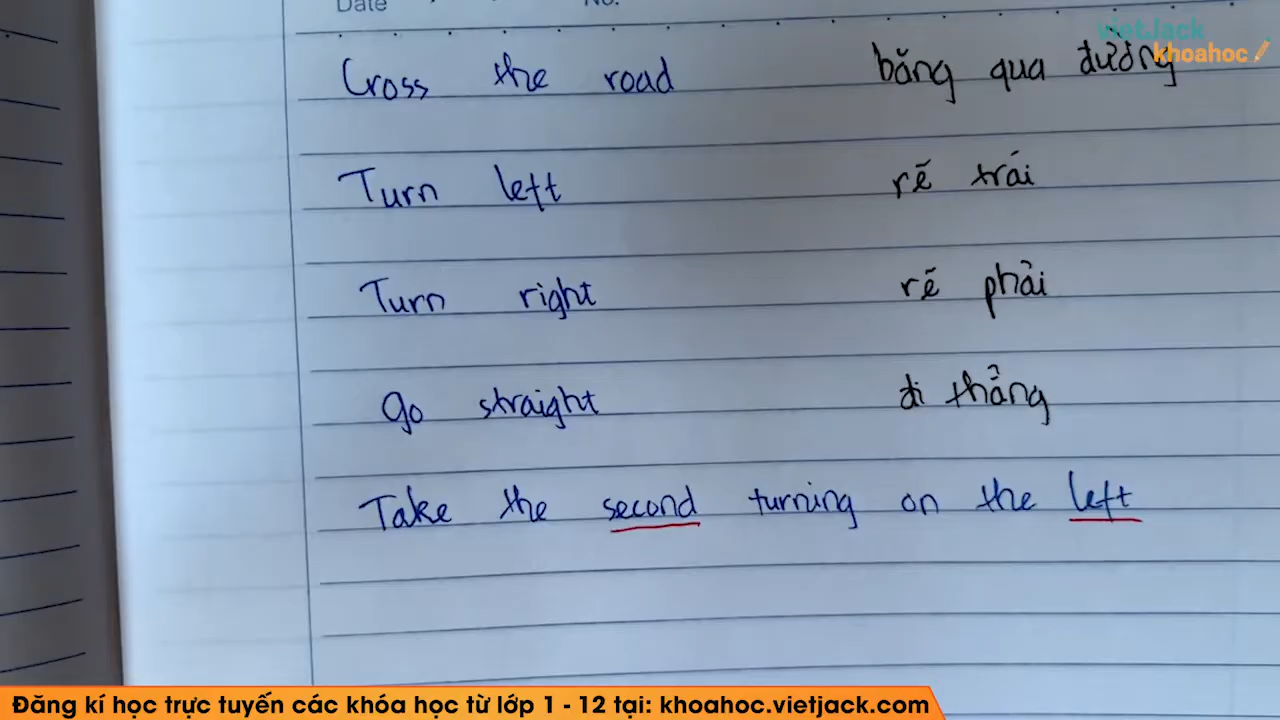 Date No.
vietJack
khoahoc
Cross the road băng qua đường
Turn left rẽ trái
Turn right rẽ phải
go straight đi thẳng
Take the second turning on the left
Đăng kí học trực tuyến các khóa học từ lớp 1 - 12 tại: khoahoc.vietjack.com